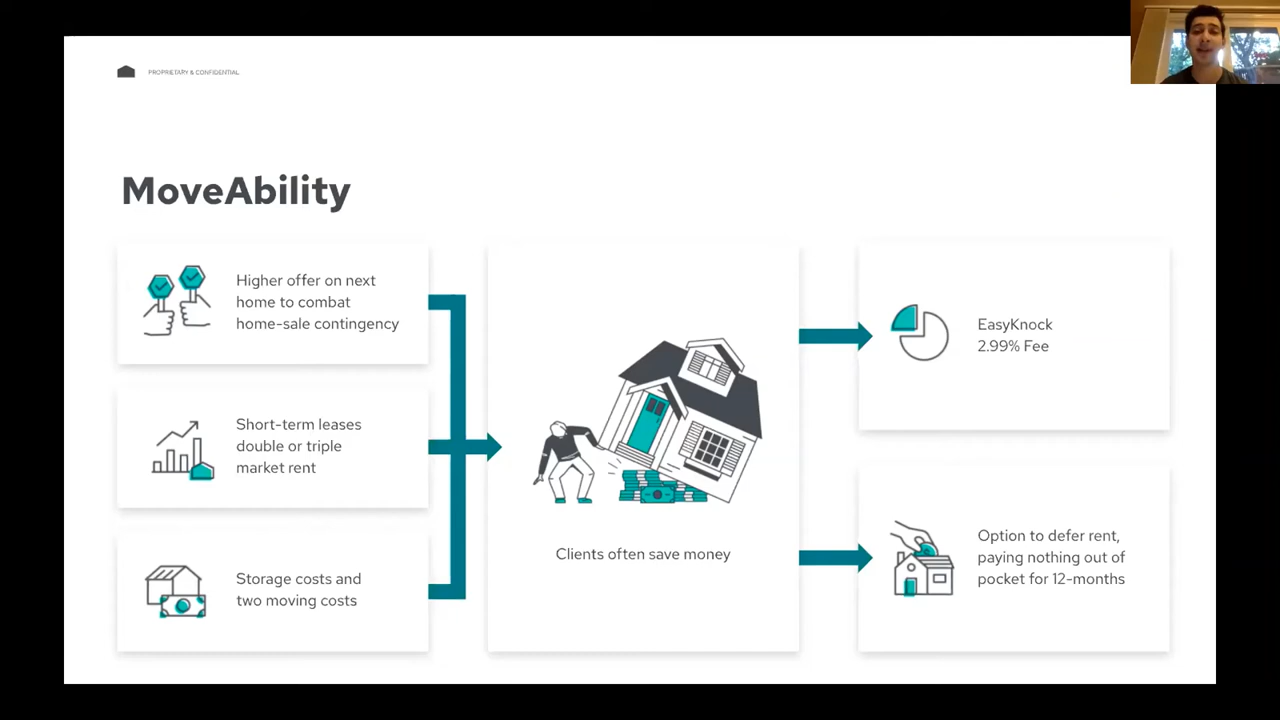 PROPRIETARY & CONFIDENTIAL
MoveAbility
Higher offer on next
home to combat
home-sale contingency
Short-term leases
double or triple
market rent
Storage costs and
two moving costs
Clients often save money
EasyKnock
2.99% Fee
Option to defer rent,
paying nothing out of
pocket for 12-months